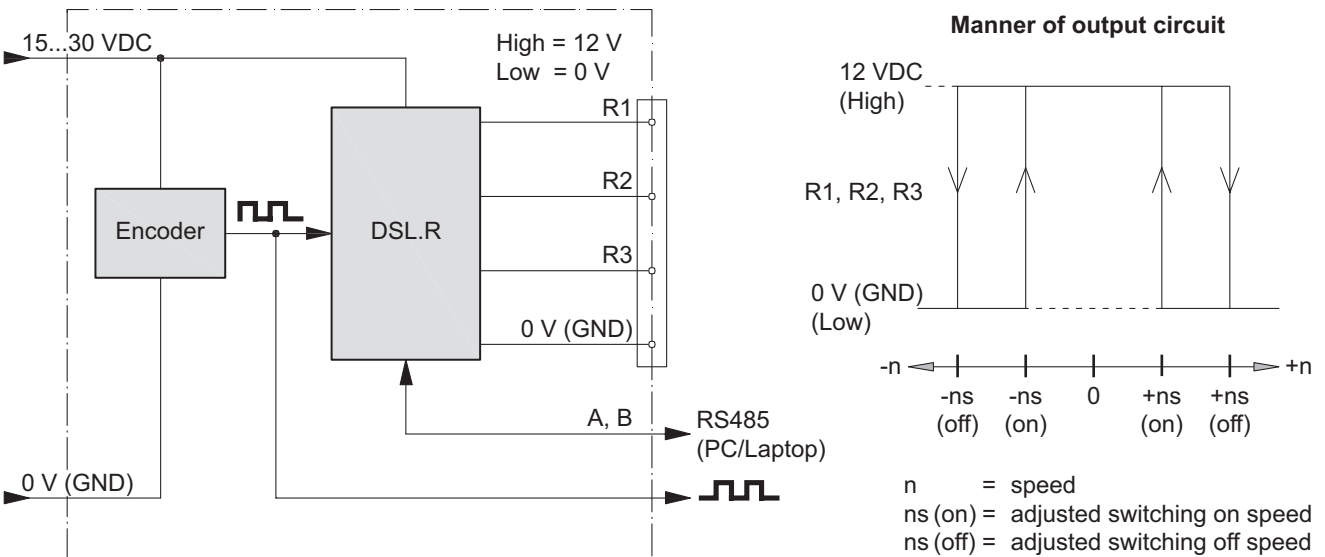 15...30 VDC
High = 12 V
Low = 0 V
R1
R2
Encoder
DSL.R
R3
0 V (GND)
A, B
RS485
(PC/Laptop)
0 V (GND)
Manner of output circuit
12 VDC
(High)
R1, R2, R3
0 V (GND)
(Low)
-n
+n
-ns -ns 0 +ns +ns
(off) (on) (on) (off)
n = speed
ns (on) = adjusted switching on speed
ns (off) = adjusted switching off speed